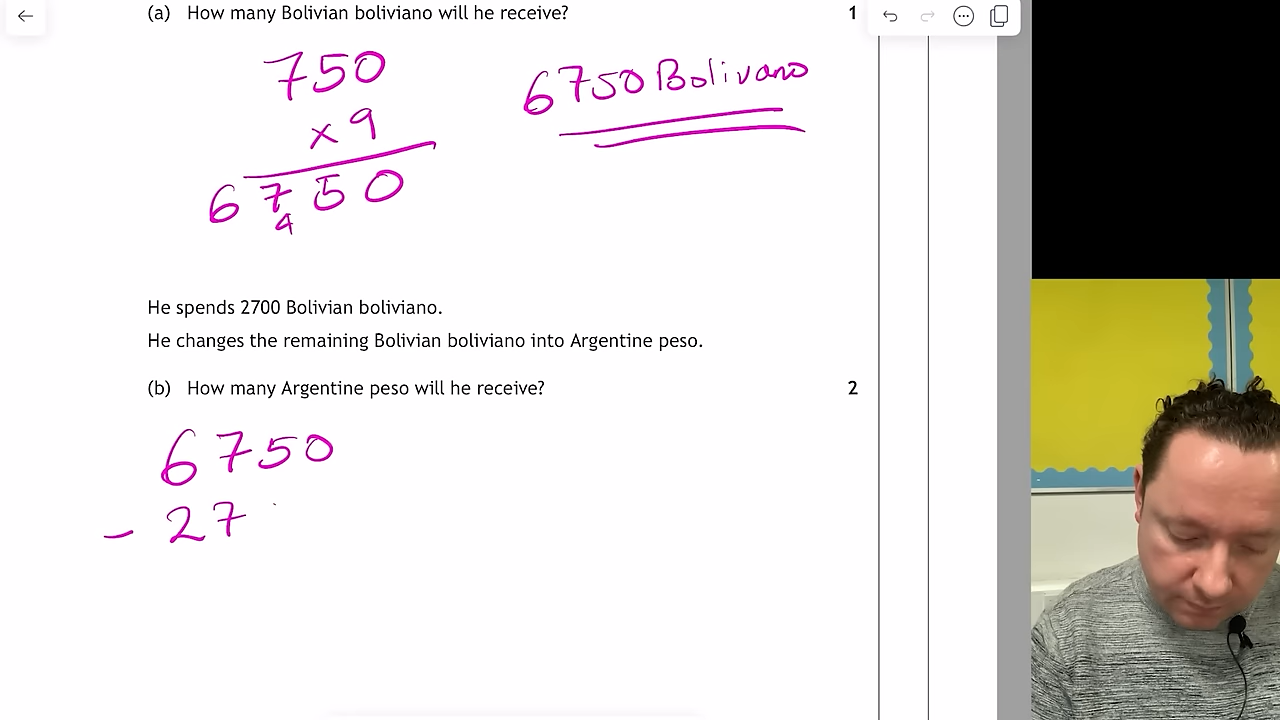 (a) How many Bolivian boliviano will he receive? 1
750
× 9
6750
4
6750 Bolivano
He spends 2700 Bolivian boliviano.
He changes the remaining Bolivian boliviano into Argentine peso.
(b) How many Argentine peso will he receive? 2
6750
- 27